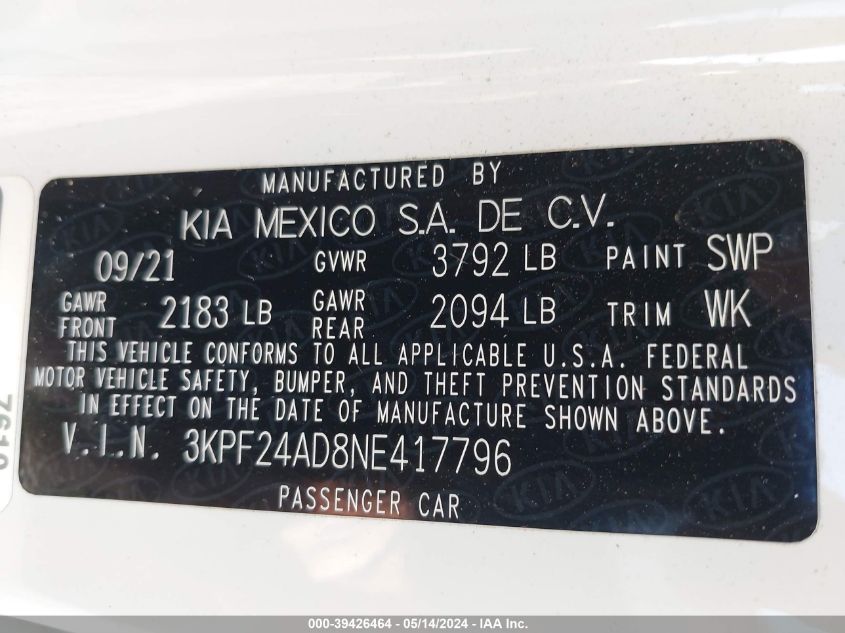 MANUFACTURED BY
KIA MEXICO S.A. DE C.V.
09/21 GVWR 3792 LB PAINT SWP
GAWR FRONT 2183 LB GAWR REAR 2094 LB TRIM WK
THIS VEHICLE CONFORMS TO ALL APPLICABLE U.S.A. FEDERAL
MOTOR VEHICLE SAFETY, BUMPER, AND THEFT PREVENTION STANDARDS
IN EFFECT ON THE DATE OF MANUFACTURE SHOWN ABOVE.
V.I.N. 3KPF24AD8NE417796
PASSENGER CAR
000-39426464 - 05/14/2024 - IAA Inc.